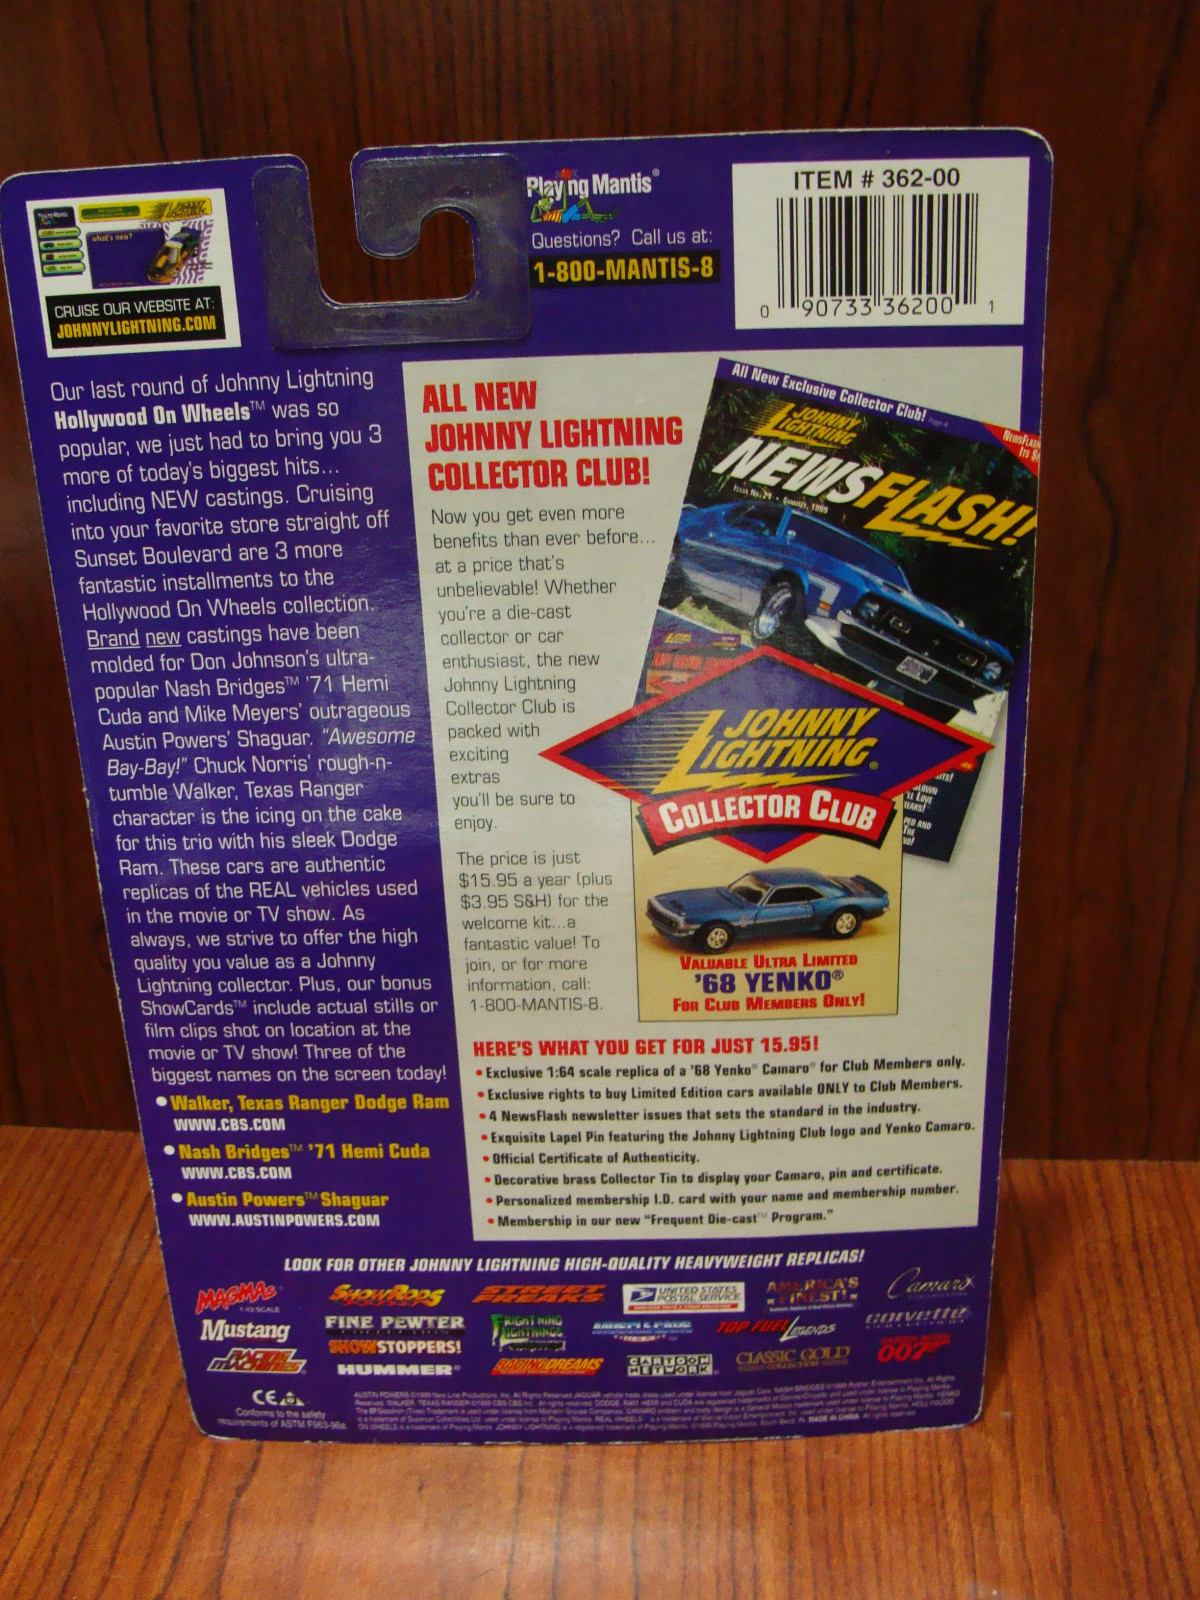 Playing Mantis®
Questions? Call us at:
1-800-MANTIS-8
ITEM # 362-00
0 90733 36200 1
what's new?
CRUISE OUR WEBSITE AT:
JOHNNYLIGHTNING.COM
Our last round of Johnny Lightning
Hollywood On Wheels™ was so
popular, we just had to bring you 3
more of today's biggest hits...
including NEW castings. Cruising
into your favorite store straight off
Sunset Boulevard are 3 more
fantastic installments to the
Hollywood On Wheels collection.
Brand new castings have been
molded for Don Johnson's ultra-
popular Nash Bridges™ '71 Hemi
Cuda and Mike Meyers' outrageous
Austin Powers' Shaguar. "Awesome
Bay-Bay!" Chuck Norris' rough-n-
tumble Walker, Texas Ranger
character is the icing on the cake
for this trio with his sleek Dodge
Ram. These cars are authentic
replicas of the REAL vehicles used
in the movie or TV show. As
always, we strive to offer the high
quality you value as a Johnny
Lightning collector. Plus, our bonus
ShowCards™ include actual stills or
film clips shot on location at the
movie or TV show! Three of the
biggest names on the screen today!
• Walker, Texas Ranger Dodge Ram
WWW.CBS.COM
• Nash Bridges™ '71 Hemi Cuda
WWW.CBS.COM
• Austin Powers™ Shaguar
WWW.AUSTINPOWERS.COM
ALL NEW
JOHNNY LIGHTNING
COLLECTOR CLUB!
Now you get even more
benefits than ever before...
at a price that's
unbelievable! Whether
you're a die-cast
collector or car
enthusiast, the new
Johnny Lightning
Collector Club is
packed with
exciting
extras
you'll be sure to
enjoy.
The price is just
$15.95 a year (plus
$3.95 S&H) for the
welcome kit...a
fantastic value! To
join, or for more
information, call:
1-800-MANTIS-8.
All New Exclusive Collector Club! Page 4
JOHNNY
LIGHTNING
NEWSFLASH!
Issue No. 21 • 1999
JOHNNY
LIGHTNING®
COLLECTOR CLUB
VALUABLE ULTRA LIMITED
'68 YENKO®
FOR CLUB MEMBERS ONLY!
HERE'S WHAT YOU GET FOR JUST 15.95!
• Exclusive 1:64 scale replica of a '68 Yenko® Camaro® for Club Members only.
• Exclusive rights to buy Limited Edition cars available ONLY to Club Members.
• 4 NewsFlash newsletter issues that sets the standard in the industry.
• Exquisite Lapel Pin featuring the Johnny Lightning Club logo and Yenko Camaro.
• Official Certificate of Authenticity.
• Decorative brass Collector Tin to display your Camaro, pin and certificate.
• Personalized membership I.D. card with your name and membership number.
• Membership in our new "Frequent Die-cast™ Program."
LOOK FOR OTHER JOHNNY LIGHTNING HIGH-QUALITY HEAVYWEIGHT REPLICAS!
MAGMAS 1:43 SCALE
SHOWRODS
STREET FREAKS
UNITED STATES POSTAL SERVICE
AMERICA'S FINEST!
Camaro
Mustang
FINE PEWTER
FRIGHTNING LIGHTNINGS
MUSCLE CARS
TOP FUEL LEGENDS
corvette
RACING MACHINES
SHOWSTOPPERS!
HUMMER®
RACING DREAMS
CARTOON NETWORK
CLASSIC GOLD
007
CE
Conforms to the safety
requirements of ASTM F963-96a.